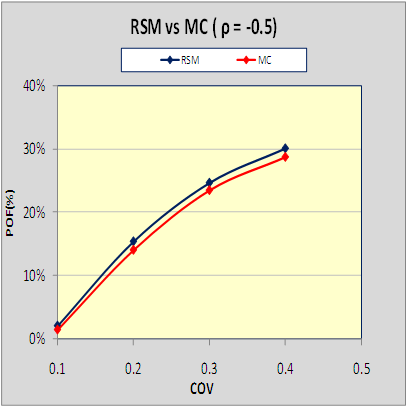 RSM vs MC ( ρ = -0.5)
RSM MC
40%
30%
20%
10%
0%
POF(%)
0.1 0.2 0.3 0.4 0.5
COV